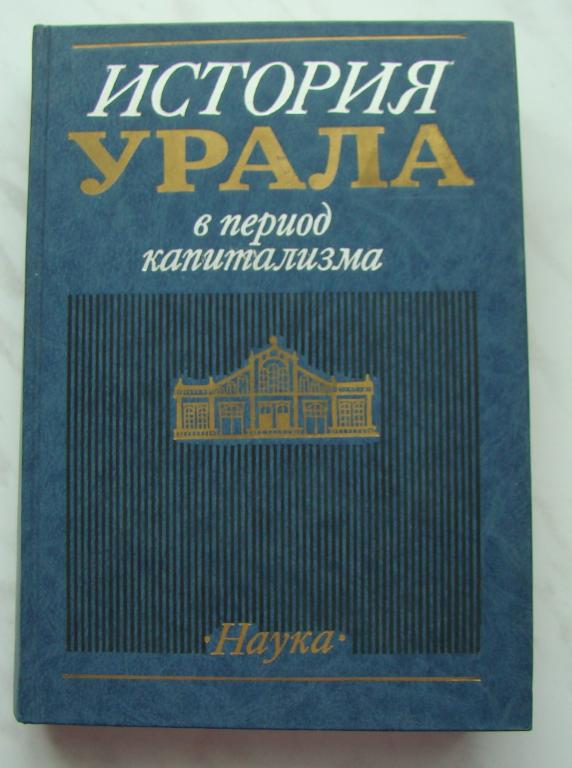 ИСТОРИЯ
УРАЛА
в период
капитализма
·Наука·